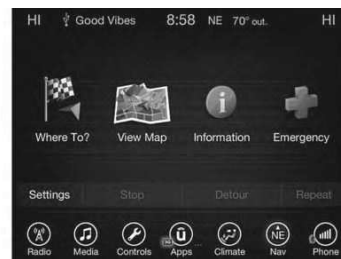 HI Good Vibes 8:58 NE 70° out. HI
Where To? View Map Information Emergency
Settings Stop Detour Repeat
NE
Radio Media Controls Apps Climate Nav Phone